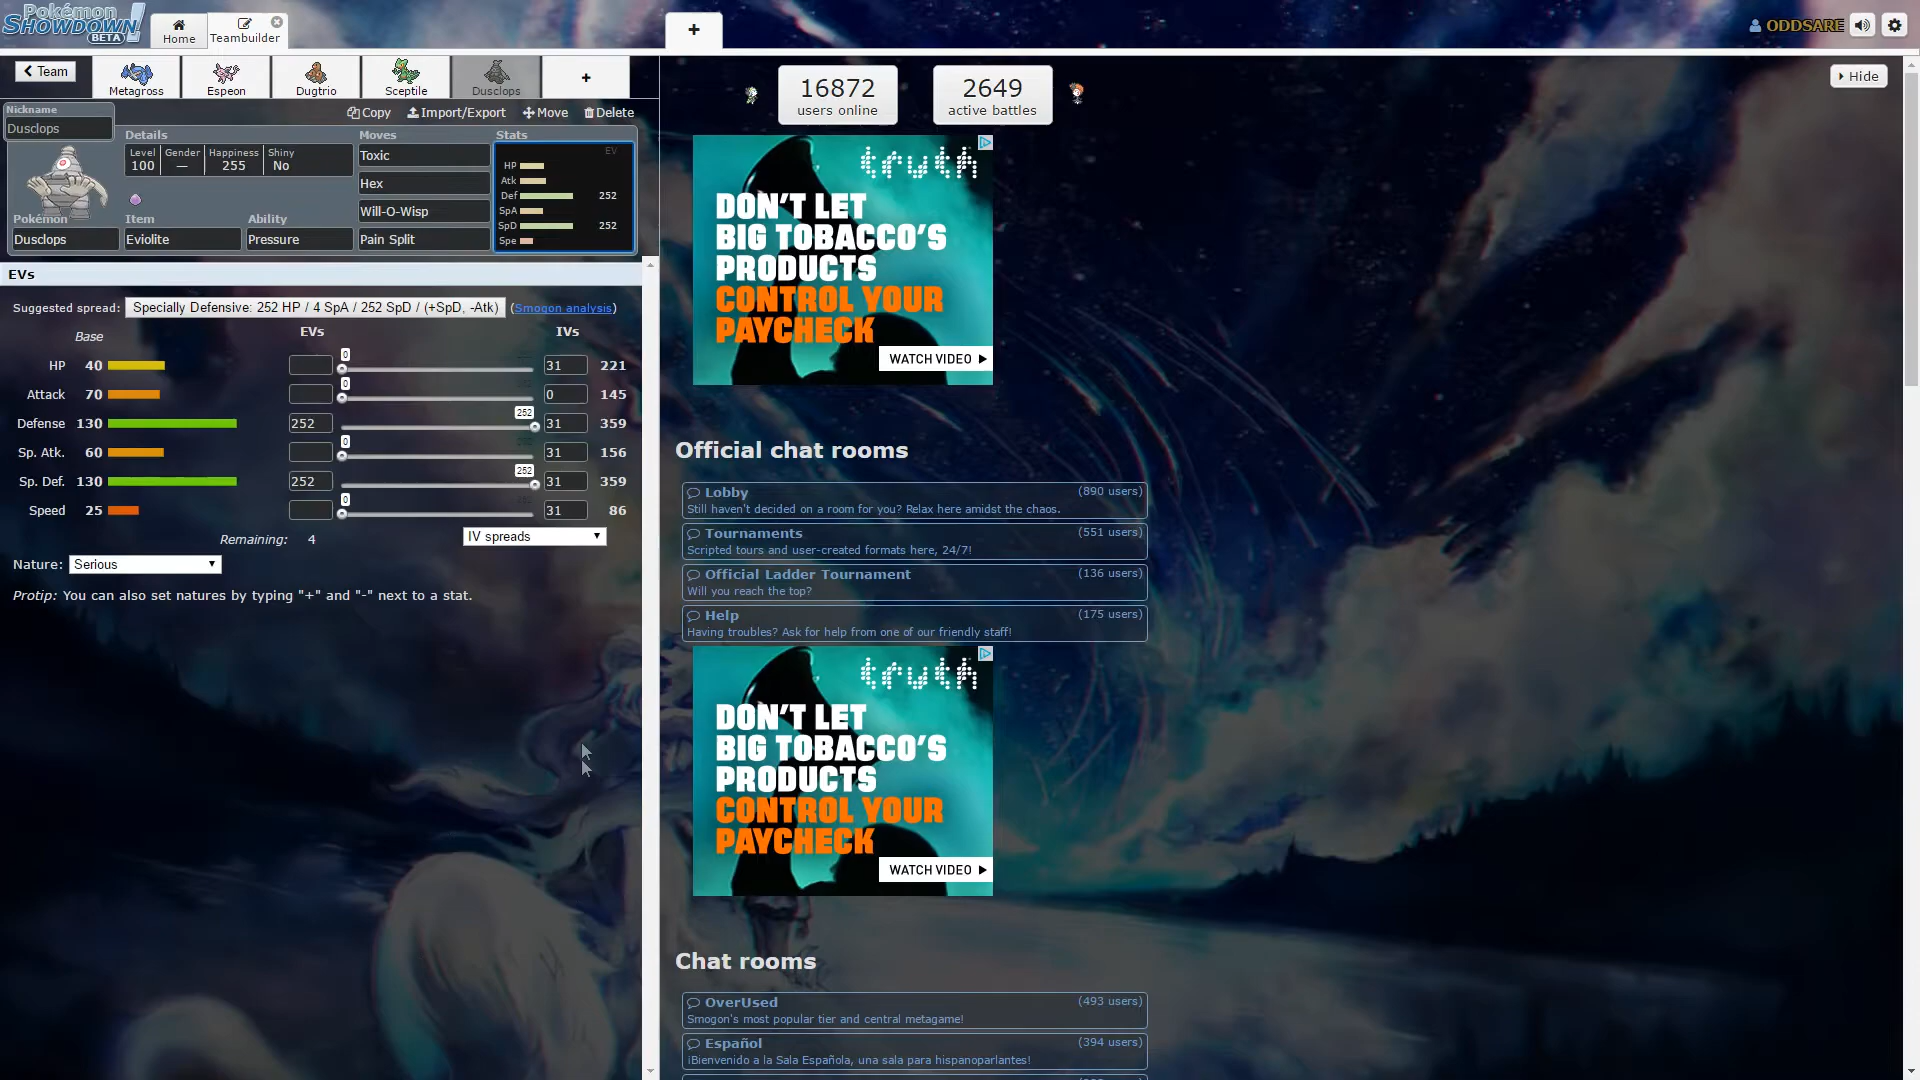 Pokémon
SHOWDOWN!
BETA
Home
Teambuilder
+
ODDSARE
Team
Metagross
Espeon
Dugtrio
Sceptile
Dusclops
+
Nickname
Dusclops
Copy
Import/Export
Move
Delete
Details
Moves
Stats
Level
100
Gender
—
Happiness
255
Shiny
No
Toxic
Hex
Will-O-Wisp
Pain Split
EV
HP
Atk
Def 252
SpA
SpD 252
Spe
Pokémon
Dusclops
Item
Eviolite
Ability
Pressure
EVs
Suggested spread: Specially Defensive: 252 HP / 4 SpA / 252 SpD / (+SpD, -Atk) (Smogon analysis)
Base EVs IVs
HP 40 0 31 221
Attack 70 0 0 145
Defense 130 252 252 31 359
Sp. Atk. 60 0 31 156
Sp. Def. 130 252 252 31 359
Speed 25 0 31 86
Remaining: 4
IV spreads
Nature: Serious
Protip: You can also set natures by typing "+" and "-" next to a stat.
16872
users online
2649
active battles
Hide
truth
DON'T LET
BIG TOBACCO'S
PRODUCTS
CONTROL YOUR
PAYCHECK
WATCH VIDEO
Official chat rooms
Lobby (890 users)
Still haven't decided on a room for you? Relax here amidst the chaos.
Tournaments (551 users)
Scripted tours and user-created formats here, 24/7!
Official Ladder Tournament (136 users)
Will you reach the top?
Help (175 users)
Having troubles? Ask for help from one of our friendly staff!
truth
DON'T LET
BIG TOBACCO'S
PRODUCTS
CONTROL YOUR
PAYCHECK
WATCH VIDEO
Chat rooms
OverUsed (493 users)
Smogon's most popular tier and central metagame!
Español (394 users)
¡Bienvenido a la Sala Española, una sala para hispanoparlantes!